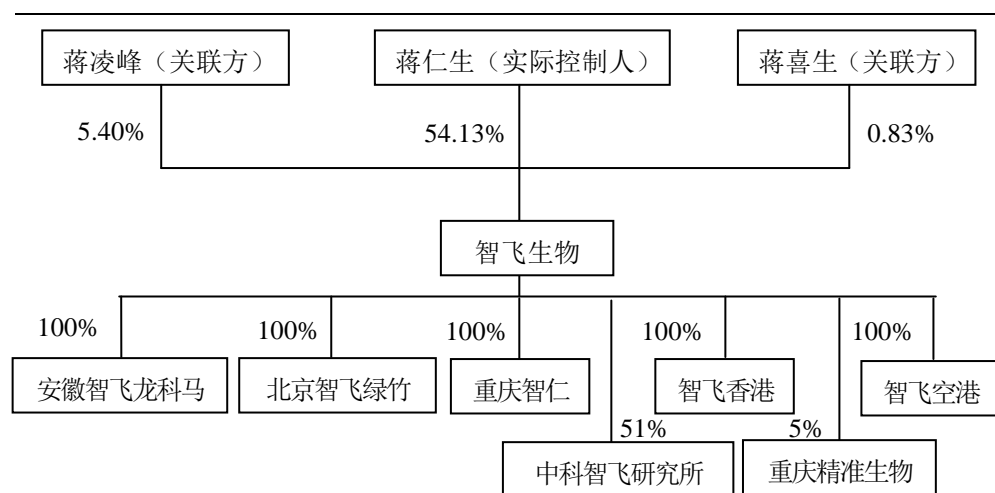 蒋凌峰（关联方）
蒋仁生（实际控制人）
蒋喜生（关联方）
5.40%
54.13%
0.83%
智飞生物
100%
100%
100%
100%
100%
安徽智飞龙科马
北京智飞绿竹
重庆智仁
智飞香港
智飞空港
51%
5%
中科智飞研究所
重庆精准生物